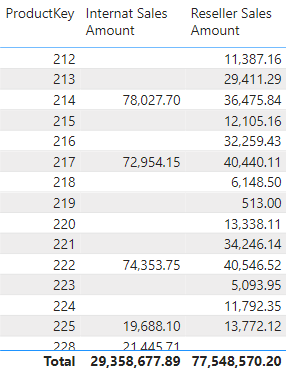 ProductKey Internat Sales Amount Reseller Sales Amount
212 11,387.16
213 29,411.29
214 78,027.70 36,475.84
215 12,105.16
216 32,259.43
217 72,954.15 40,440.11
218 6,148.50
219 513.00
220 13,338.11
221 34,246.14
222 74,353.75 40,546.52
223 5,093.95
224 11,792.35
225 19,688.10 13,772.12
228 21,445.71
Total 29,358,677.89 77,548,570.20